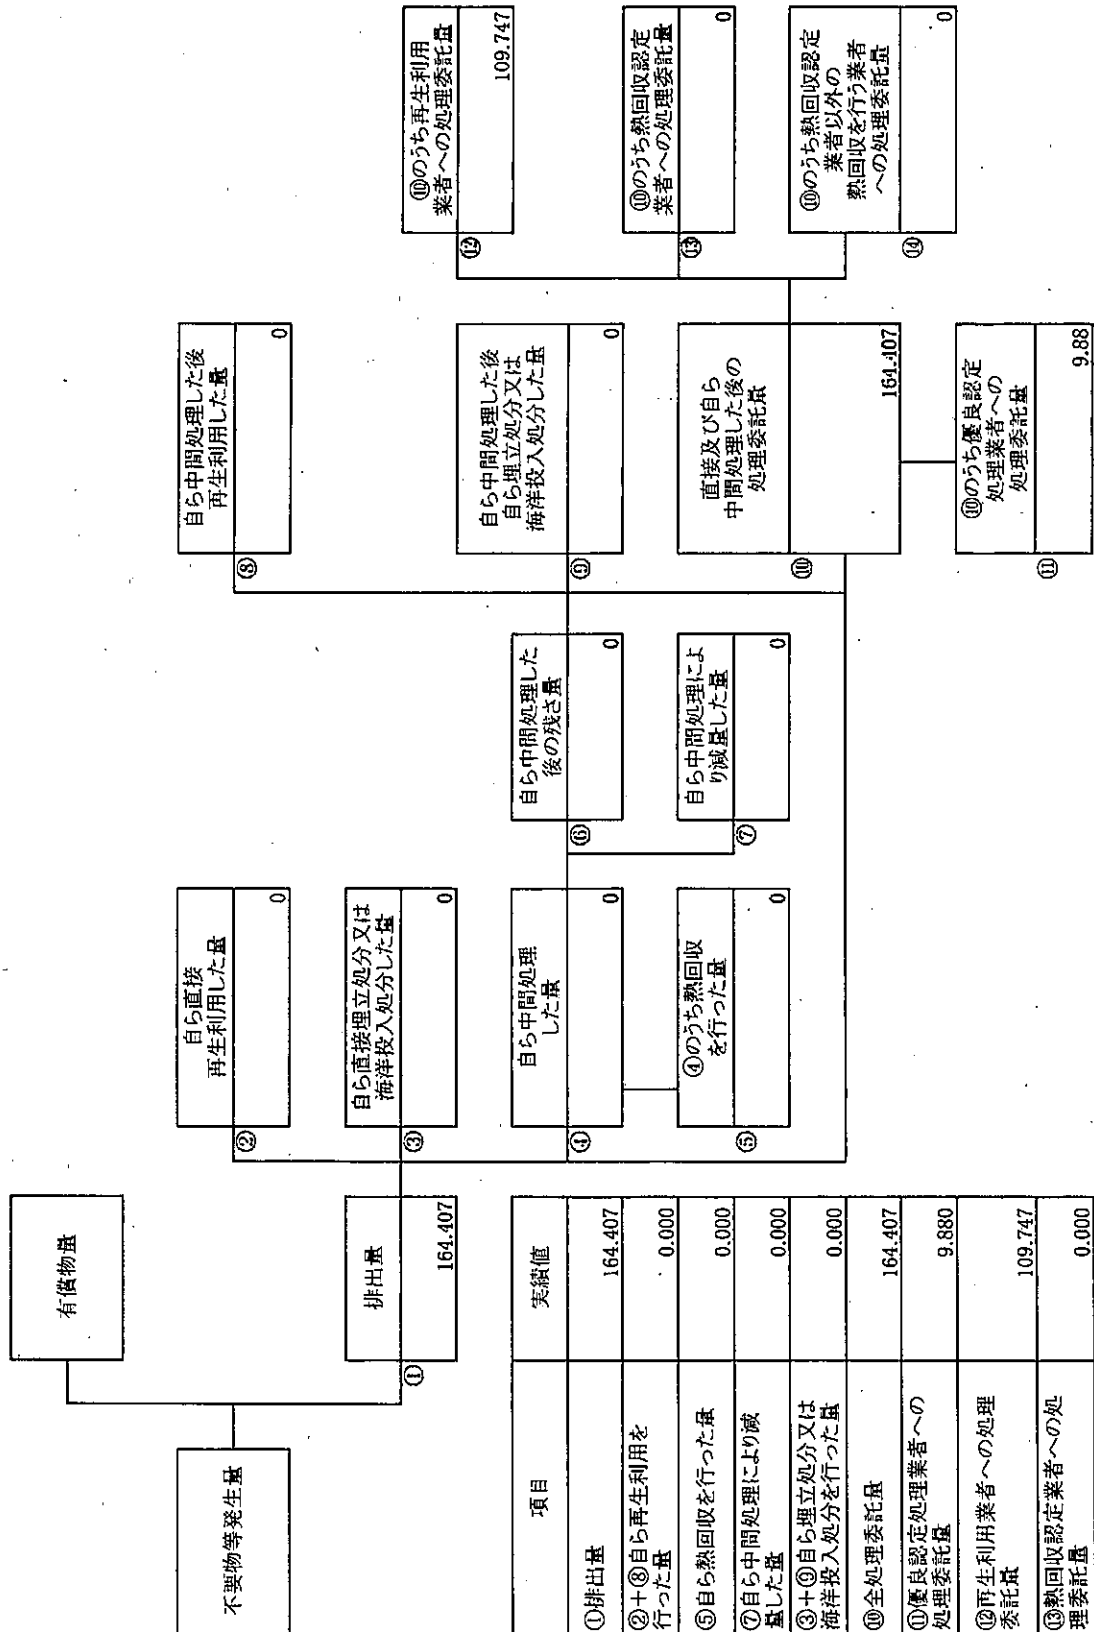 不要物等発生量
有償物量
排出量
①
164.407
自ら直接
再生利用した量
②
0
自ら直接埋立処分又は
海洋投入処分した量
③
0
自ら中間処理
した量
④
0
④のうち熱回収
を行った量
⑤
0
自ら中間処理した
後の残さ量
⑥
0
自ら中間処理によ
り減量した量
⑦
0
自ら中間処理した後
再生利用した量
⑧
0
自ら中間処理した後
自ら埋立処分又は
海洋投入処分した量
⑨
0
直接及び自ら
中間処理した後の
処理委託量
⑩
164.407
⑩のうち優良認定
処理業者への
処理委託量
⑪
9.88
⑩のうち再生利用
業者への処理委託量
⑫
109.747
⑩のうち熱回収認定
業者への処理委託量
⑬
0
⑩のうち熱回収認定
業者以外の
熱回収を行う業者
への処理委託量
⑭
0
項目
実績値
①排出量
164.407
②+⑧自ら再生利用を
行った量
0.000
⑤自ら熱回収を行った量
0.000
⑦自ら中間処理により減
量した量
0.000
③+⑨自ら埋立処分又は
海洋投入処分を行った量
0.000
⑩全処理委託量
164.407
⑪優良認定処理業者への
処理委託量
9.880
⑫再生利用業者への処理
委託量
109.747
⑬熱回収認定業者への処
理委託量
0.000